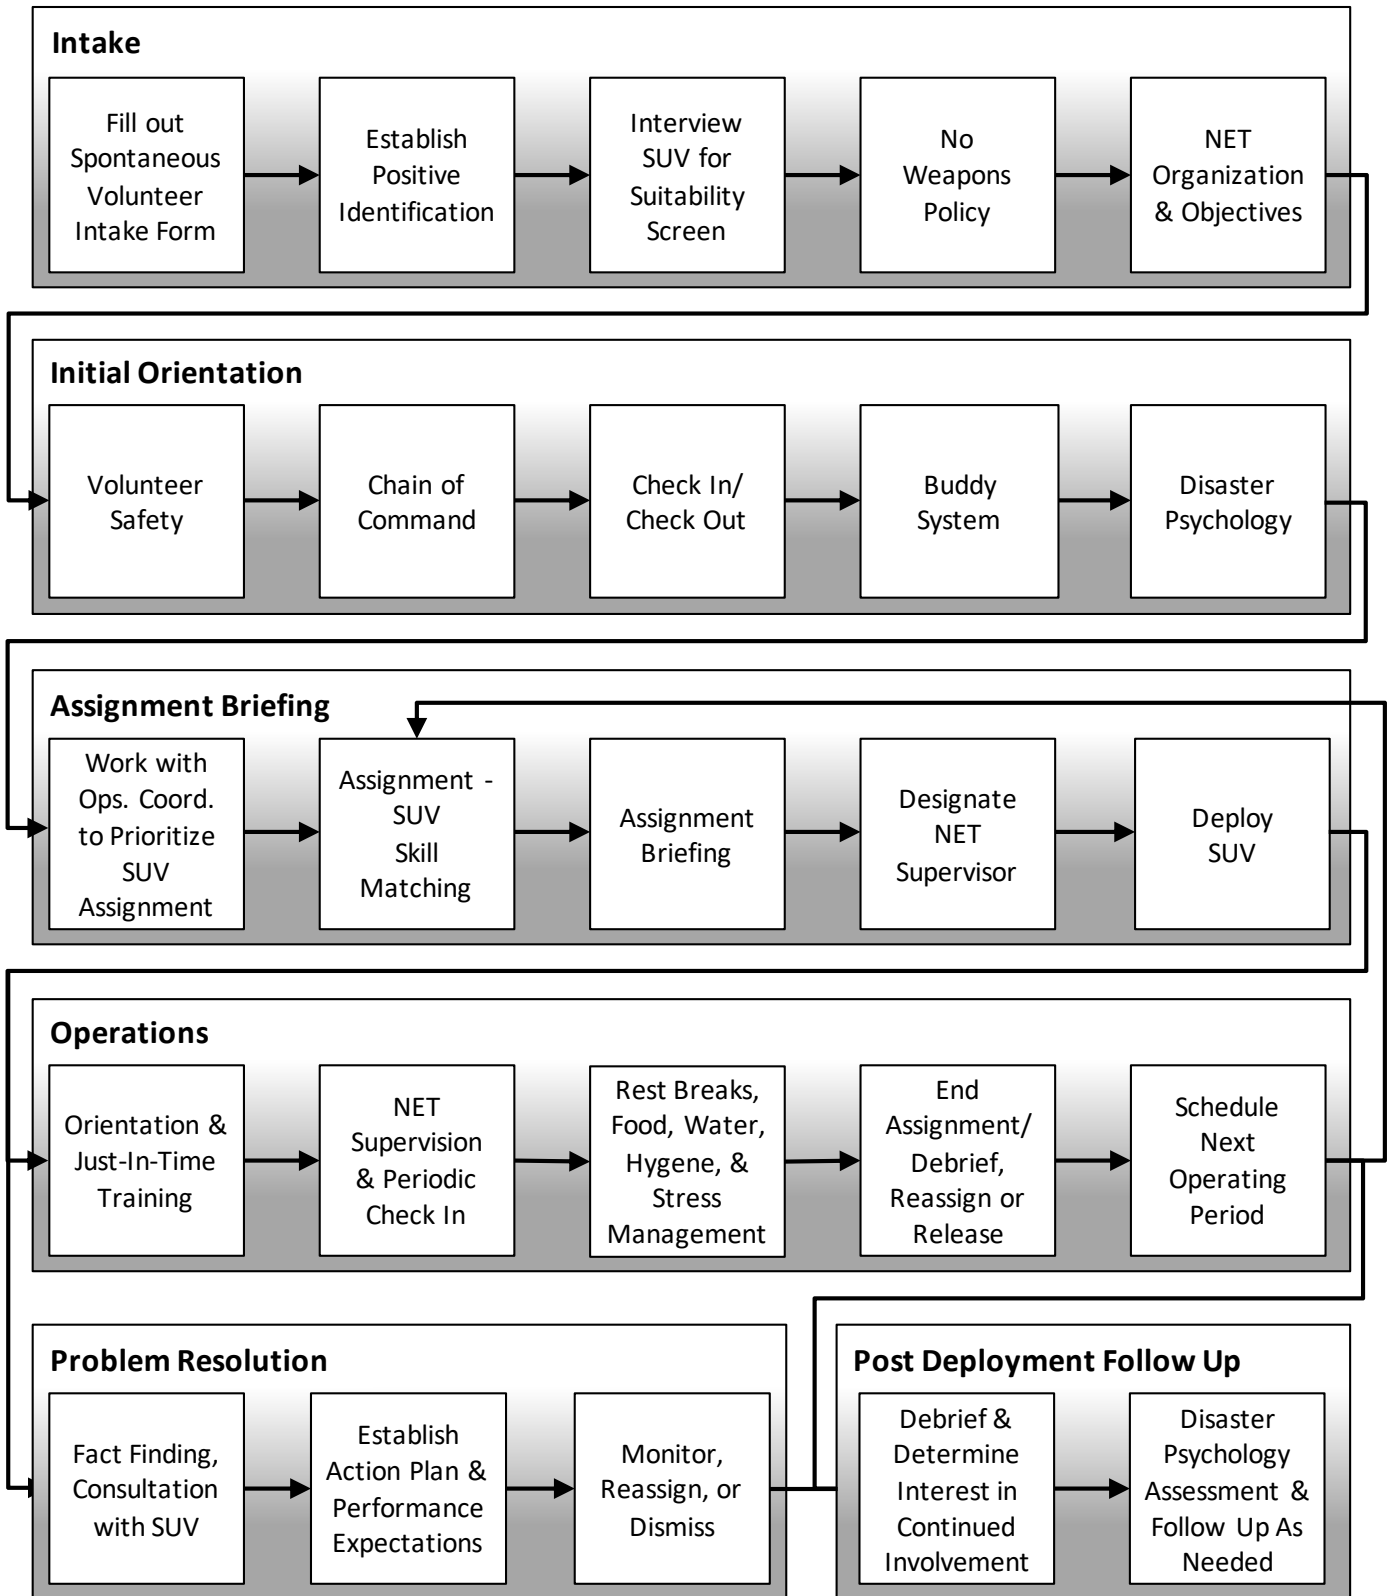 Intake
Fill out
Spontaneous
Volunteer
Intake Form
Establish
Positive
Identification
Interview
SUV for
Suitability
Screen
No
Weapons
Policy
NET
Organization
& Objectives
Initial Orientation
Volunteer
Safety
Chain of
Command
Check In/
Check Out
Buddy
System
Disaster
Psychology
Assignment Briefing
Work with
Ops. Coord.
to Prioritize
SUV
Assignment
Assignment -
SUV
Skill
Matching
Assignment
Briefing
Designate
NET
Supervisor
Deploy
SUV
Operations
Orientation &
Just-In-Time
Training
NET
Supervision
& Periodic
Check In
Rest Breaks,
Food, Water,
Hygene, &
Stress
Management
End
Assignment/
Debrief,
Reassign or
Release
Schedule
Next
Operating
Period
Problem Resolution
Fact Finding,
Consultation
with SUV
Establish
Action Plan &
Performance
Expectations
Monitor,
Reassign, or
Dismiss
Post Deployment Follow Up
Debrief &
Determine
Interest in
Continued
Involvement
Disaster
Psychology
Assessment &
Follow Up As
Needed